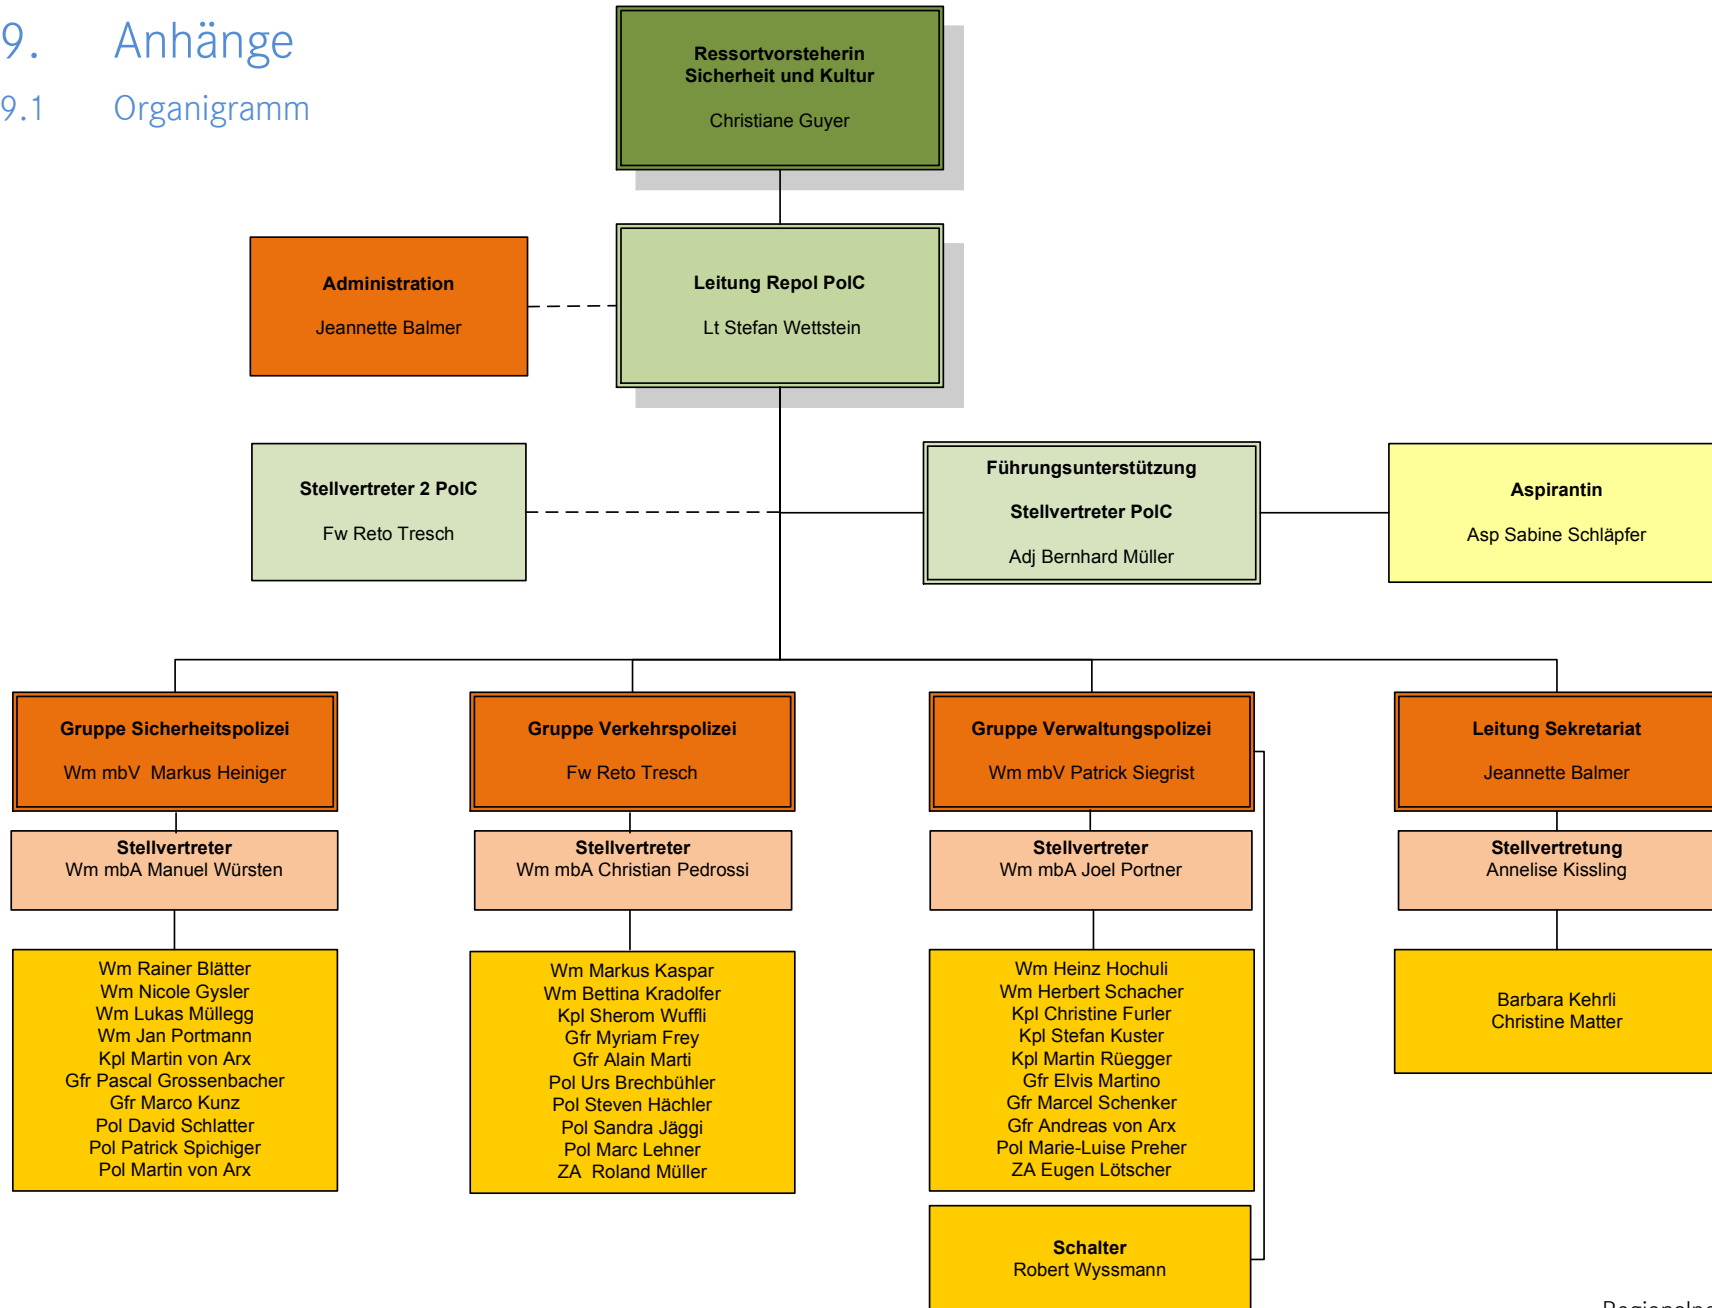 9. Anhänge
9.1 Organigramm
Ressortvorsteherin
Sicherheit und Kultur
Christiane Guyer
Administration
Jeannette Balmer
Leitung Repol PolC
Lt Stefan Wettstein
Stellvertreter 2 PolC
Fw Reto Tresch
Führungsunterstützung
Stellvertreter PolC
Adj Bernhard Müller
Aspirantin
Asp Sabine Schläpfer
Gruppe Sicherheitspolizei
Wm mbV  Markus Heiniger
Stellvertreter
Wm mbA Manuel Würsten
Wm Rainer Blätter
Wm Nicole Gysler
Wm Lukas Müllegg
Wm Jan Portmann
Kpl Martin von Arx
Gfr Pascal Grossenbacher
Gfr Marco Kunz
Pol David Schlatter
Pol Patrick Spichiger
Pol Martin von Arx
Gruppe Verkehrspolizei
Fw Reto Tresch
Stellvertreter
Wm mbA Christian Pedrossi
Wm Markus Kaspar
Wm Bettina Kradolfer
Kpl Sherom Wuffli
Gfr Myriam Frey
Gfr Alain Marti
Pol Urs Brechbühler
Pol Steven Hächler
Pol Sandra Jäggi
Pol Marc Lehner
ZA  Roland Müller
Gruppe Verwaltungspolizei
Wm mbV Patrick Siegrist
Stellvertreter
Wm mbA Joel Portner
Wm Heinz Hochuli
Wm Herbert Schacher
Kpl Christine Furler
Kpl Stefan Kuster
Kpl Martin Rüegger
Gfr Elvis Martino
Gfr Marcel Schenker
Gfr Andreas von Arx
Pol Marie-Luise Preher
ZA Eugen Lötscher
Schalter
Robert Wyssmann
Leitung Sekretariat
Jeannette Balmer
Stellvertretung
Annelise Kissling
Barbara Kehrli
Christine Matter